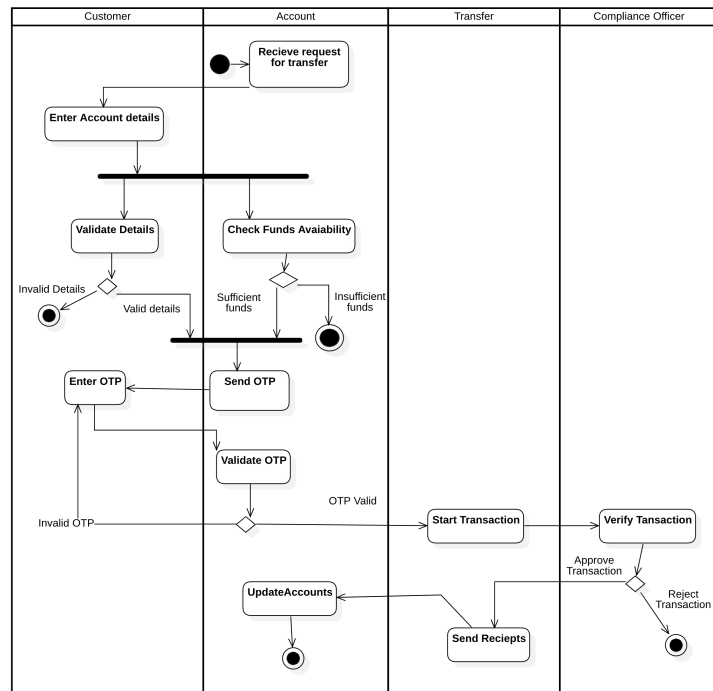 Customer
Account
Transfer
Compliance Officer
Recieve request
for transfer
Enter Account details
Validate Details
Check Funds Avaiability
Invalid Details
Valid details
Sufficient
funds
Insufficient
funds
Enter OTP
Send OTP
Validate OTP
OTP Valid
Invalid OTP
Start Transaction
Verify Tansaction
Approve
Transaction
Reject
Transaction
UpdateAccounts
Send Reciepts